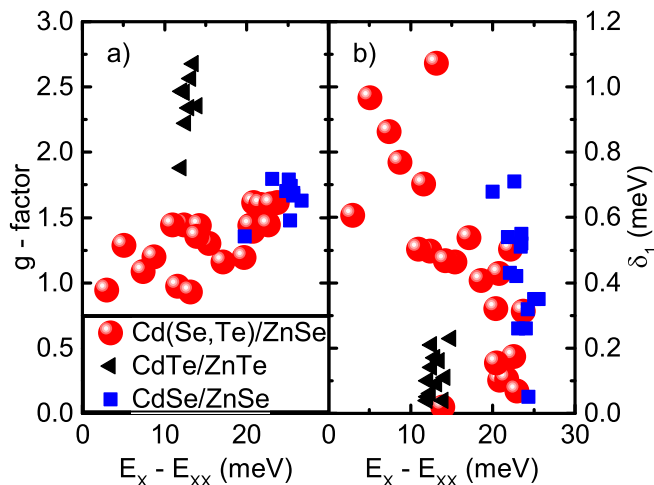 3.0
2.5
2.0
1.5
1.0
0.5
0.0
g - factor
a)
Cd(Se,Te)/ZnSe
CdTe/ZnTe
CdSe/ZnSe
0
10
20
E_X - E_XX (meV)
b)
0
10
20
30
E_X - E_XX (meV)
1.2
1.0
0.8
0.6
0.4
0.2
0.0
δ_1 (meV)